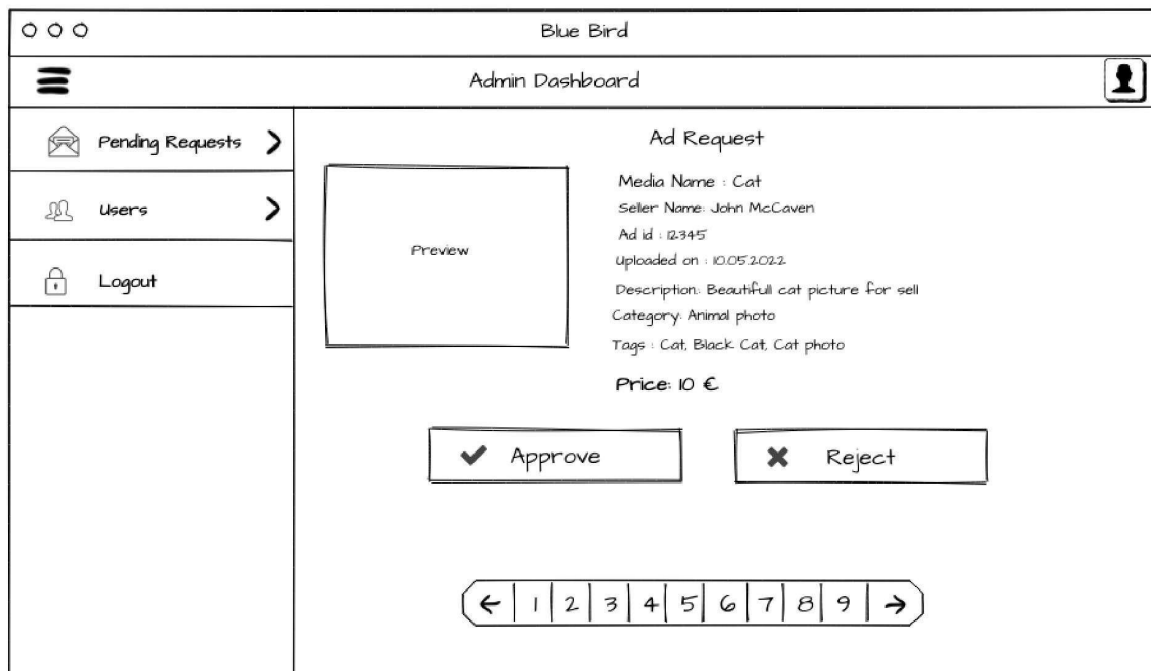 Blue Bird
Admin Dashboard
Pending Requests
Users
Logout
Ad Request
Preview
Media Name : Cat
Seller Name: John McCaven
Ad id : 12345
Uploaded on : 10.05.2022
Description: Beautifull cat picture for sell
Category: Animal photo
Tags : Cat, Black Cat, Cat photo
Price: 10 €
Approve
Reject
← 1 2 3 4 5 6 7 8 9 →